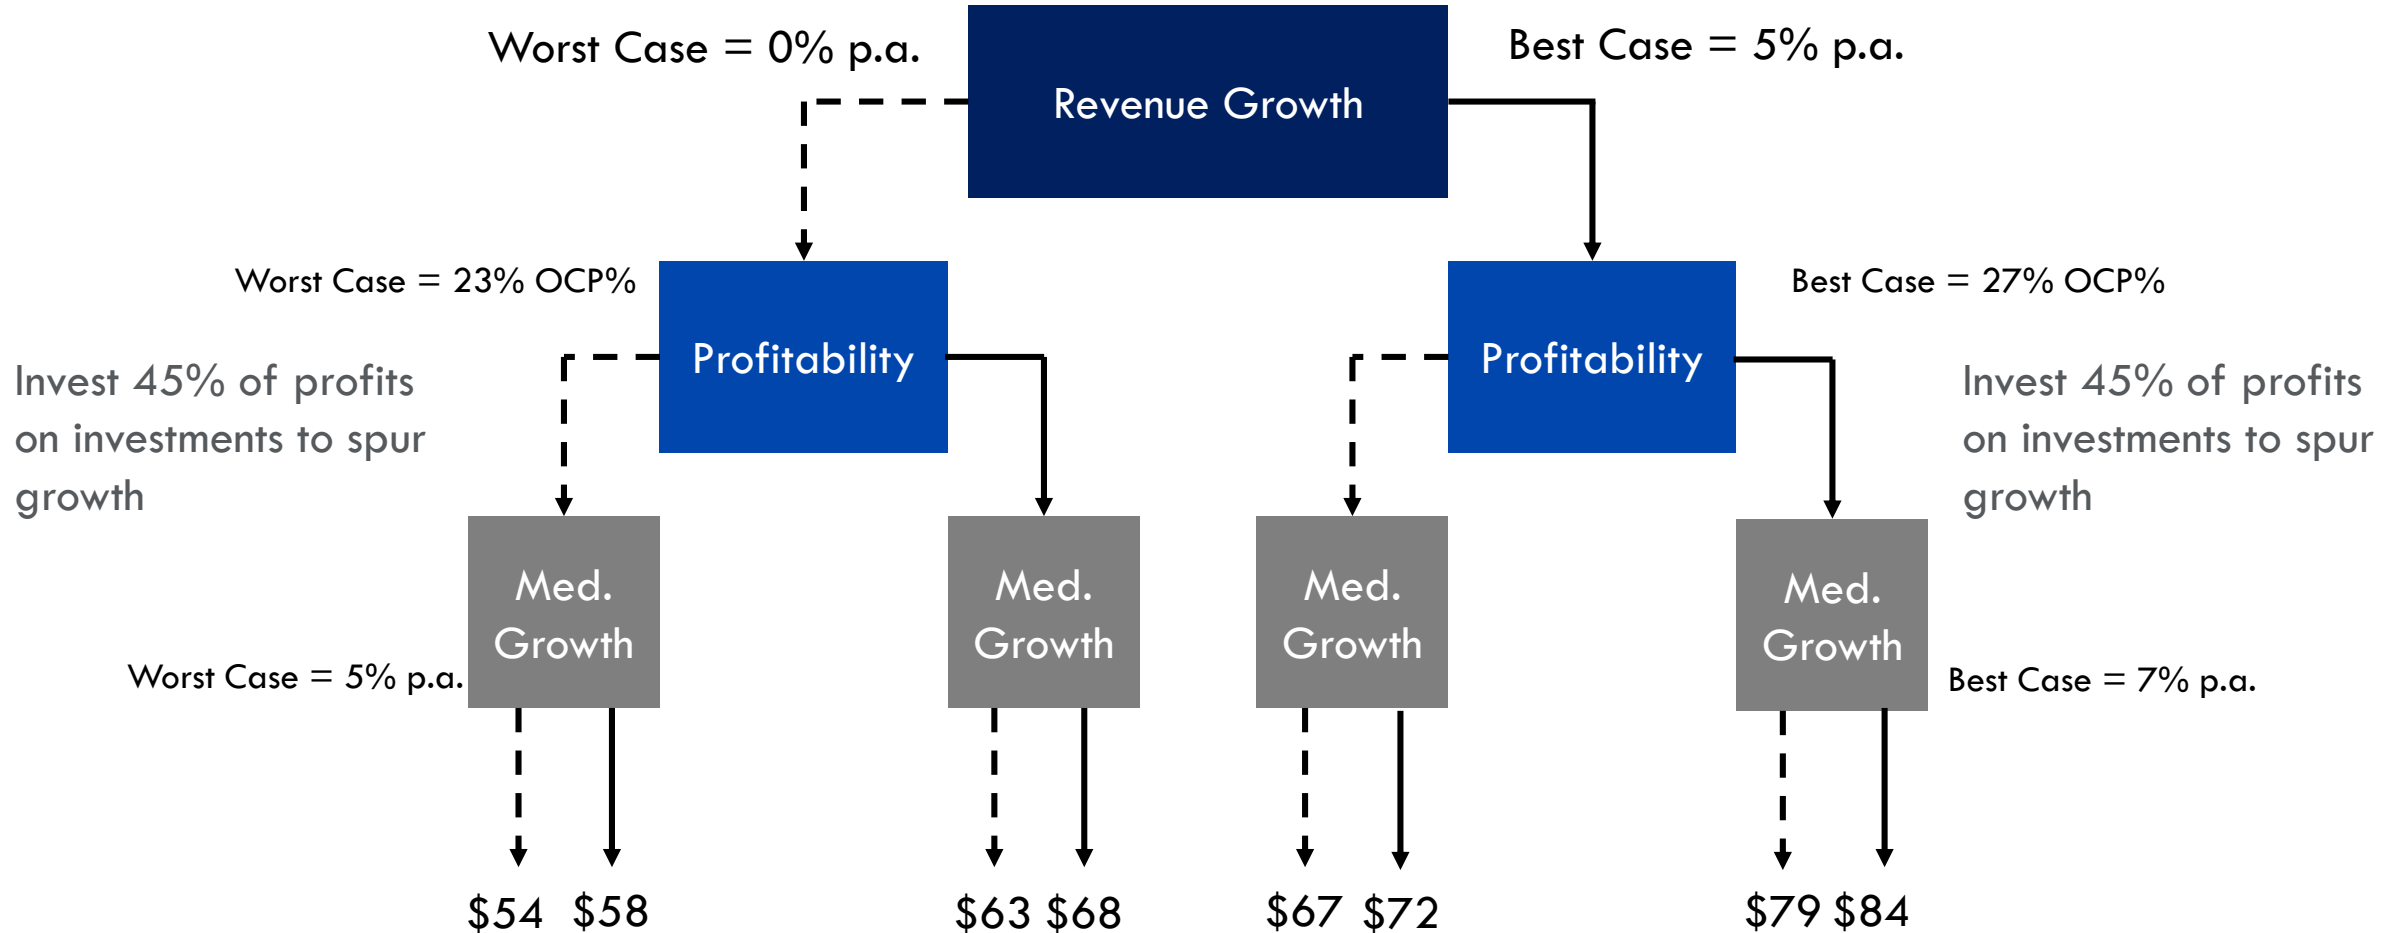 Worst Case = 0% p.a.
Revenue Growth
Best Case = 5% p.a.
Worst Case = 23% OCP%
Profitability
Profitability
Best Case = 27% OCP%
Invest 45% of profits
on investments to spur
growth
Invest 45% of profits
on investments to spur
growth
Med.
Growth
Med.
Growth
Med.
Growth
Med.
Growth
Worst Case = 5% p.a.
Best Case = 7% p.a.
$54 $58
$63 $68
$67 $72
$79 $84